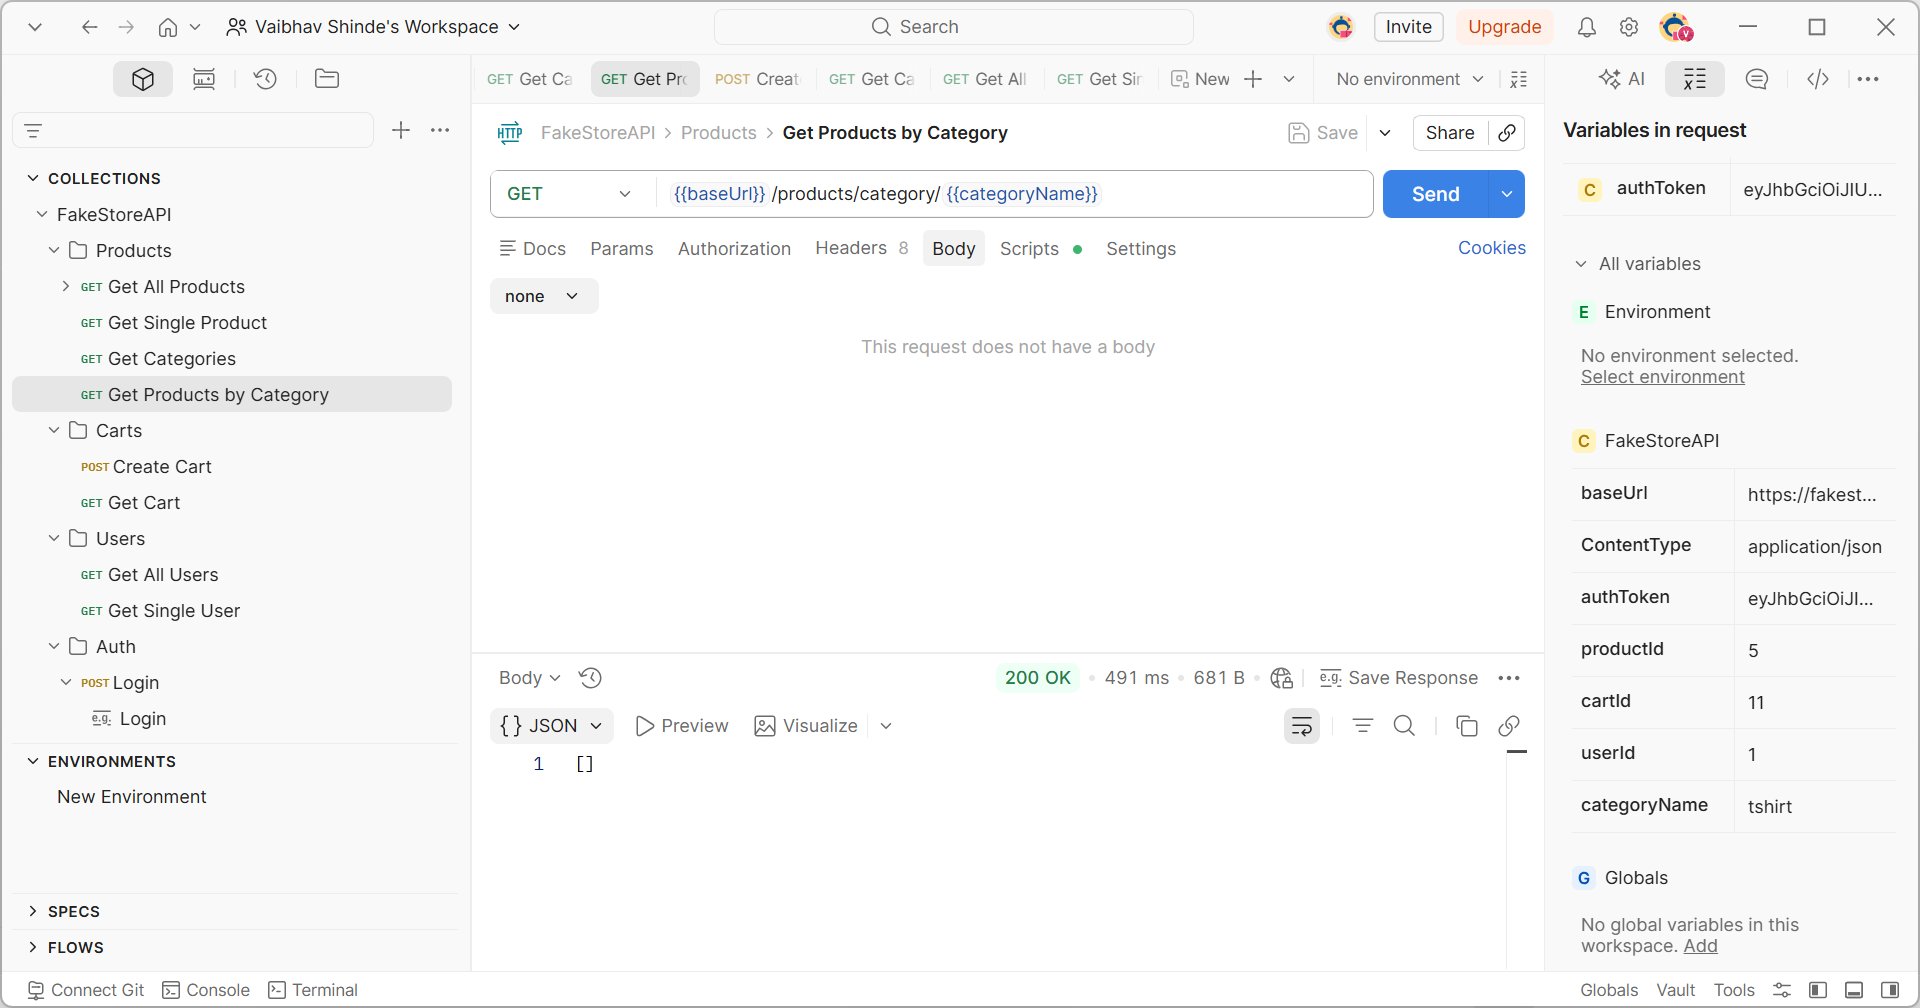 Vaibhav Shinde's Workspace
Search
Invite
Upgrade
V
GET Get Ca
GET Get Pro
POST Creat
GET Get Ca
GET Get All
GET Get Sin
New
No environment
AI
FakeStoreAPI > Products > Get Products by Category
HTTP
Save
Share
Variables in request
C authToken eyJhbGciOiJIU...
COLLECTIONS
FakeStoreAPI
Products
GET Get All Products
GET Get Single Product
GET Get Categories
GET Get Products by Category
Carts
POST Create Cart
GET Get Cart
Users
GET Get All Users
GET Get Single User
Auth
POST Login
e.g. Login
ENVIRONMENTS
New Environment
SPECS
FLOWS
GET
{{baseUrl}} /products/category/ {{categoryName}}
Send
Docs Params Authorization Headers 8 Body Scripts Settings
Cookies
none
This request does not have a body
Body
200 OK • 491 ms • 681 B
e.g. Save Response
{} JSON
Preview
Visualize
1 []
All variables
E Environment
No environment selected.
Select environment
C FakeStoreAPI
baseUrl https://fakest...
ContentType application/json
authToken eyJhbGciOiJI...
productId 5
cartId 11
userId 1
categoryName tshirt
G Globals
No global variables in this
workspace. Add
Connect Git
Console
Terminal
Globals
Vault
Tools